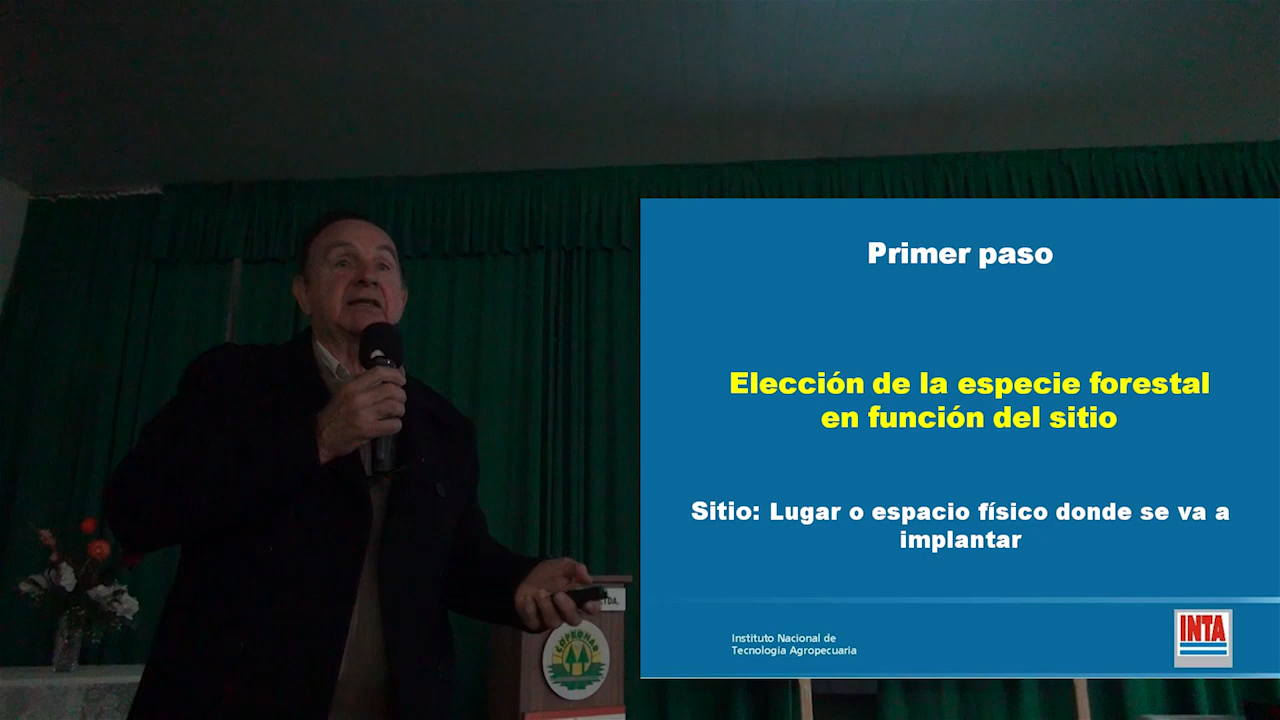 Primer paso
Elección de la especie forestal
en función del sitio
Sitio: Lugar o espacio físico donde se va a
implantar
Instituto Nacional de
Tecnología Agropecuaria
INTA
TDA.